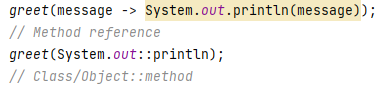 greet(message -> System.out.println(message));
// Method reference
greet(System.out::println);
// Class/Object::method